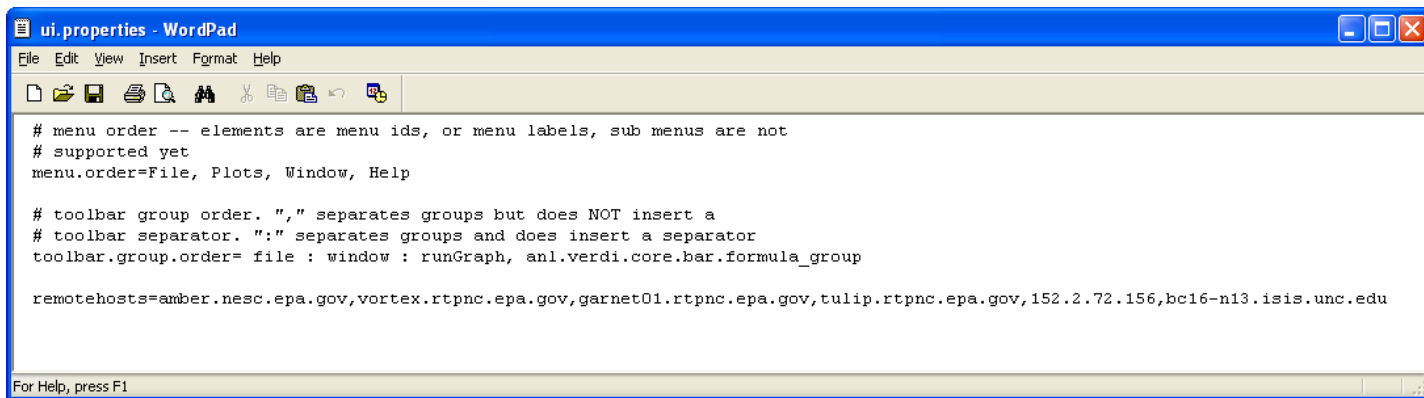 ui.properties - WordPad
File Edit View Insert Format Help
# menu order -- elements are menu ids, or menu labels, sub menus are not
# supported yet
menu.order=File, Plots, Window, Help
# toolbar group order. "," separates groups but does NOT insert a
# toolbar separator. ":" separates groups and does insert a separator
toolbar.group.order= file : window : runGraph, anl.verdi.core.bar.formula_group
remotehosts=amber.nesc.epa.gov,vortex.rtpnc.epa.gov,garnet01.rtpnc.epa.gov,tulip.rtpnc.epa.gov,152.2.72.156,bc16-n13.isis.unc.edu
For Help, press F1